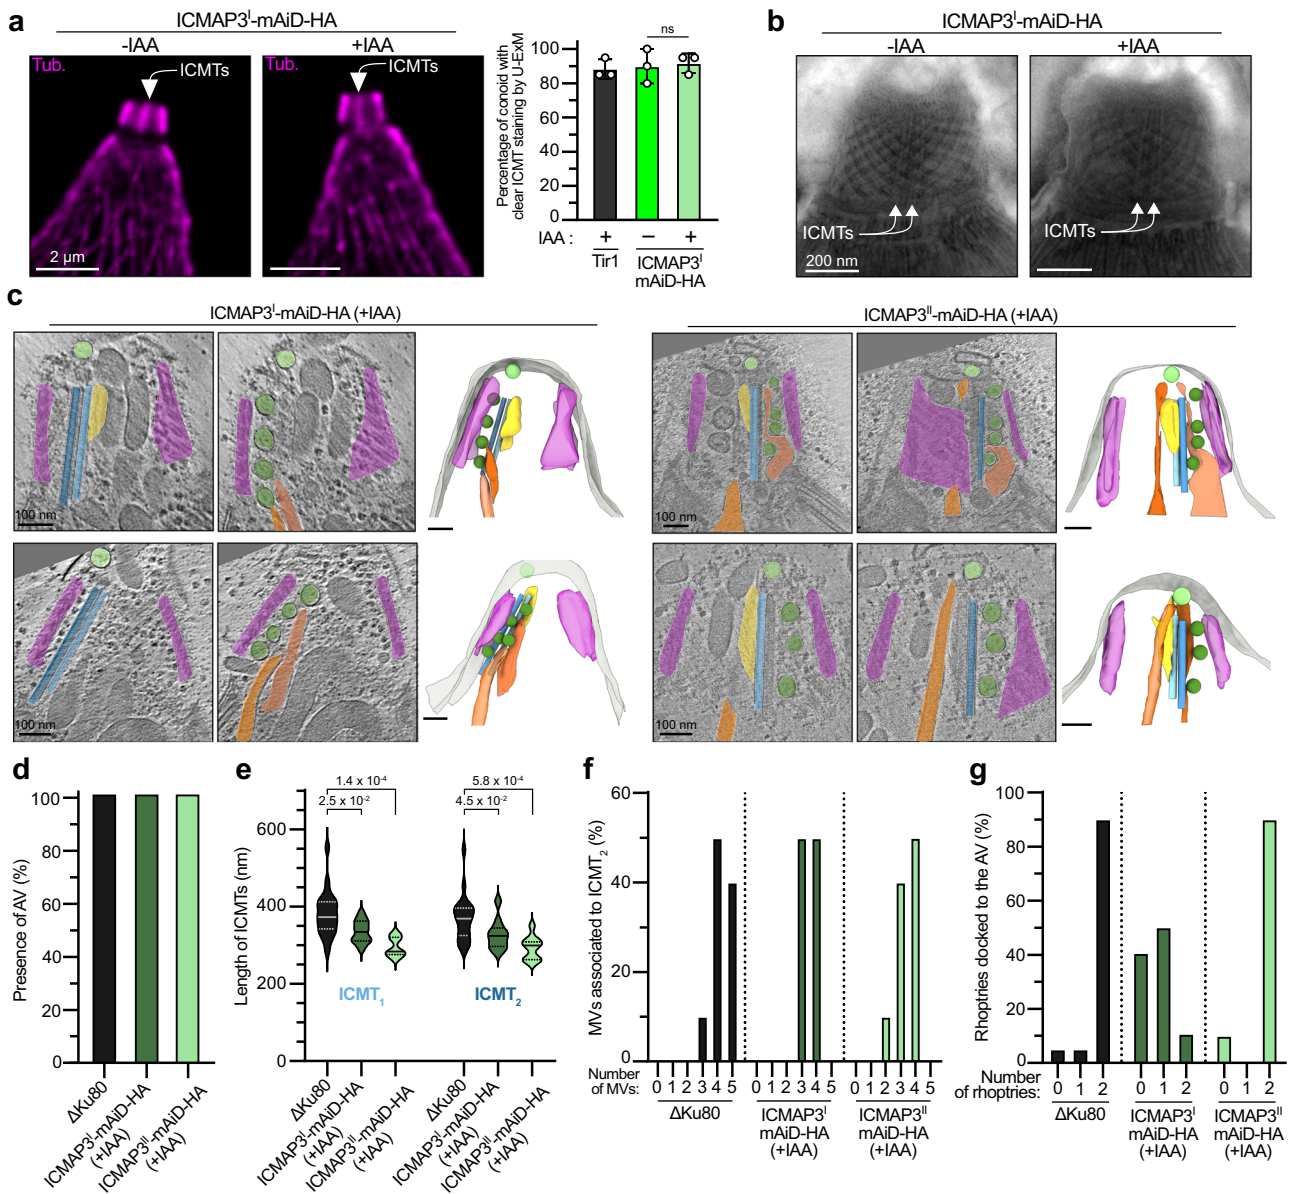 a
ICMAP3ᴵ-mAiD-HA
-IAA
+IAA
Tub.
ICMTs
2 µm
Tub.
ICMTs
Percentage of conoid with
clear ICMT staining by U-ExM
100
80
60
40
20
0
ns
IAA : + − +
Tir1
ICMAP3ᴵ
mAiD-HA
b
ICMAP3ᴵ-mAiD-HA
-IAA
+IAA
ICMTs
200 nm
ICMTs
c
ICMAP3ᴵ-mAiD-HA (+IAA)
100 nm
100 nm
ICMAP3ᴵᴵ-mAiD-HA (+IAA)
100 nm
100 nm
d
Presence of AV (%)
100
80
60
40
20
0
ΔKu80
ICMAP3ᴵ-mAiD-HA
(+IAA)
ICMAP3ᴵᴵ-mAiD-HA
(+IAA)
e
Length of ICMTs (nm)
600
400
200
0
1.4 x 10⁻⁴
2.5 x 10⁻²
5.8 x 10⁻⁴
4.5 x 10⁻²
ICMT₁
ICMT₂
ΔKu80
ICMAP3ᴵ-mAiD-HA
(+IAA)
ICMAP3ᴵᴵ-mAiD-HA
(+IAA)
ΔKu80
ICMAP3ᴵ-mAiD-HA
(+IAA)
ICMAP3ᴵᴵ-mAiD-HA
(+IAA)
f
MVs associated to ICMT₂ (%)
60
40
20
0
Number
of MVs:
0 1 2 3 4 5
0 1 2 3 4 5
0 1 2 3 4 5
ΔKu80
ICMAP3ᴵ
mAiD-HA
(+IAA)
ICMAP3ᴵᴵ
mAiD-HA
(+IAA)
g
Rhoptries docked to the AV (%)
100
80
60
40
20
0
Number
of rhoptries:
0 1 2
0 1 2
0 1 2
ΔKu80
ICMAP3ᴵ
mAiD-HA
(+IAA)
ICMAP3ᴵᴵ
mAiD-HA
(+IAA)